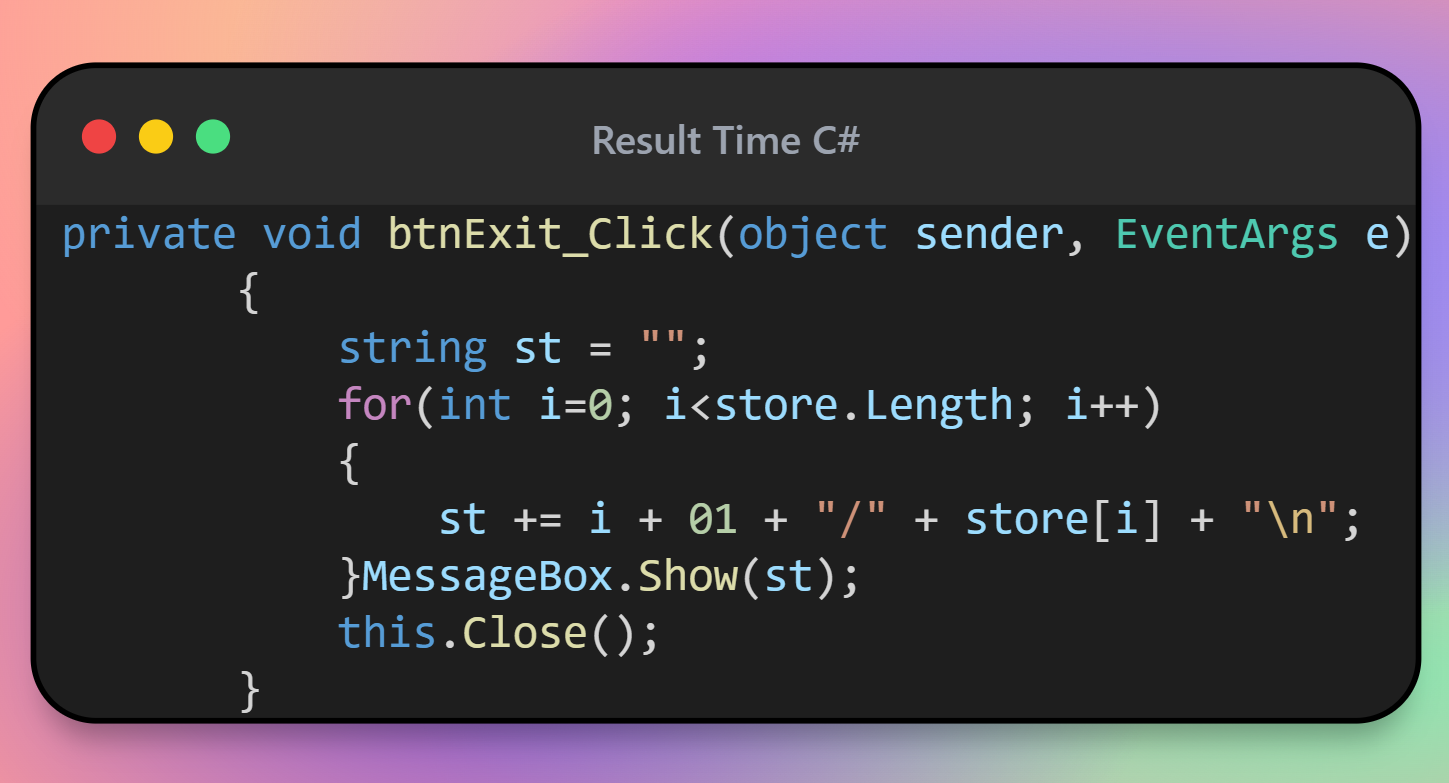 Result Time C#
private void btnExit_Click(object sender, EventArgs e)
{
string st = "";
for(int i=0; i<store.Length; i++)
{
st += i + 01 + "/" + store[i] + "\n";
}MessageBox.Show(st);
this.Close();
}